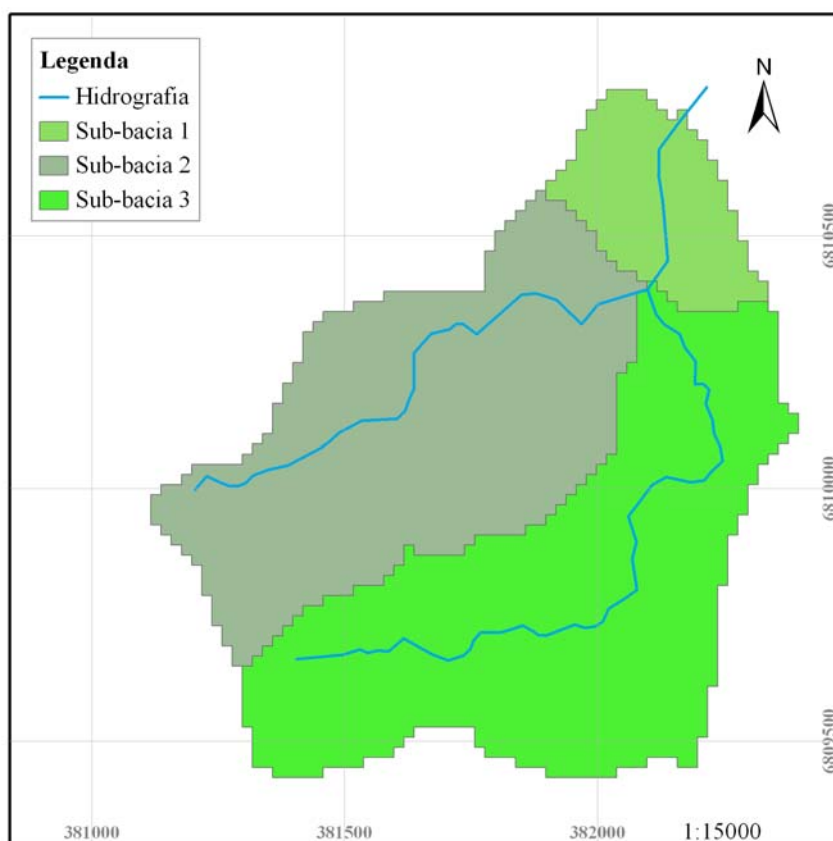 Legenda
Hidrografia
Sub-bacia 1
Sub-bacia 2
Sub-bacia 3
N
6810500
6810000
6809500
381000
381500
382000
1:15000